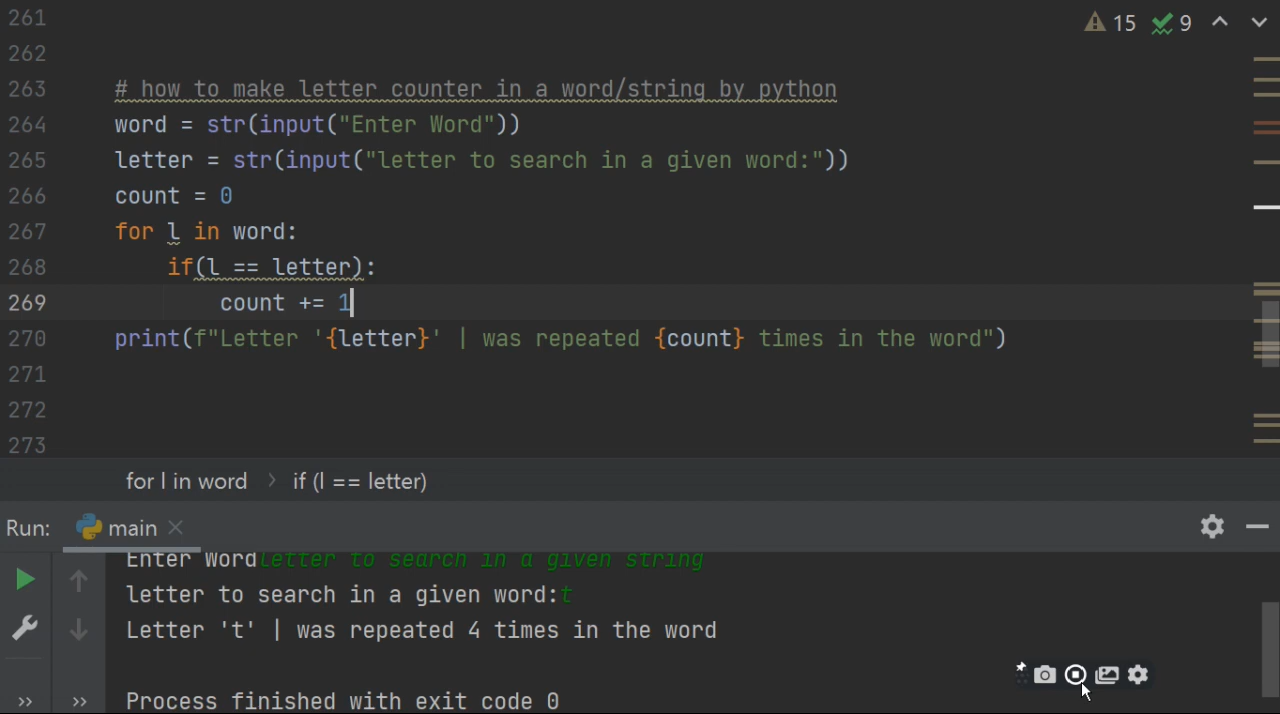 261
15 9
262
263 # how to make letter counter in a word/string by python
264 word = str(input("Enter Word"))
265 letter = str(input("letter to search in a given word:"))
266 count = 0
267 for l in word:
268 if(l == letter):
269 count += 1
270 print(f"Letter '{letter}' | was repeated {count} times in the word")
271
272
273
for l in word > if (l == letter)
Run: main ×
Enter Wordletter to search in a given string
letter to search in a given word:t
Letter 't' | was repeated 4 times in the word
Process finished with exit code 0